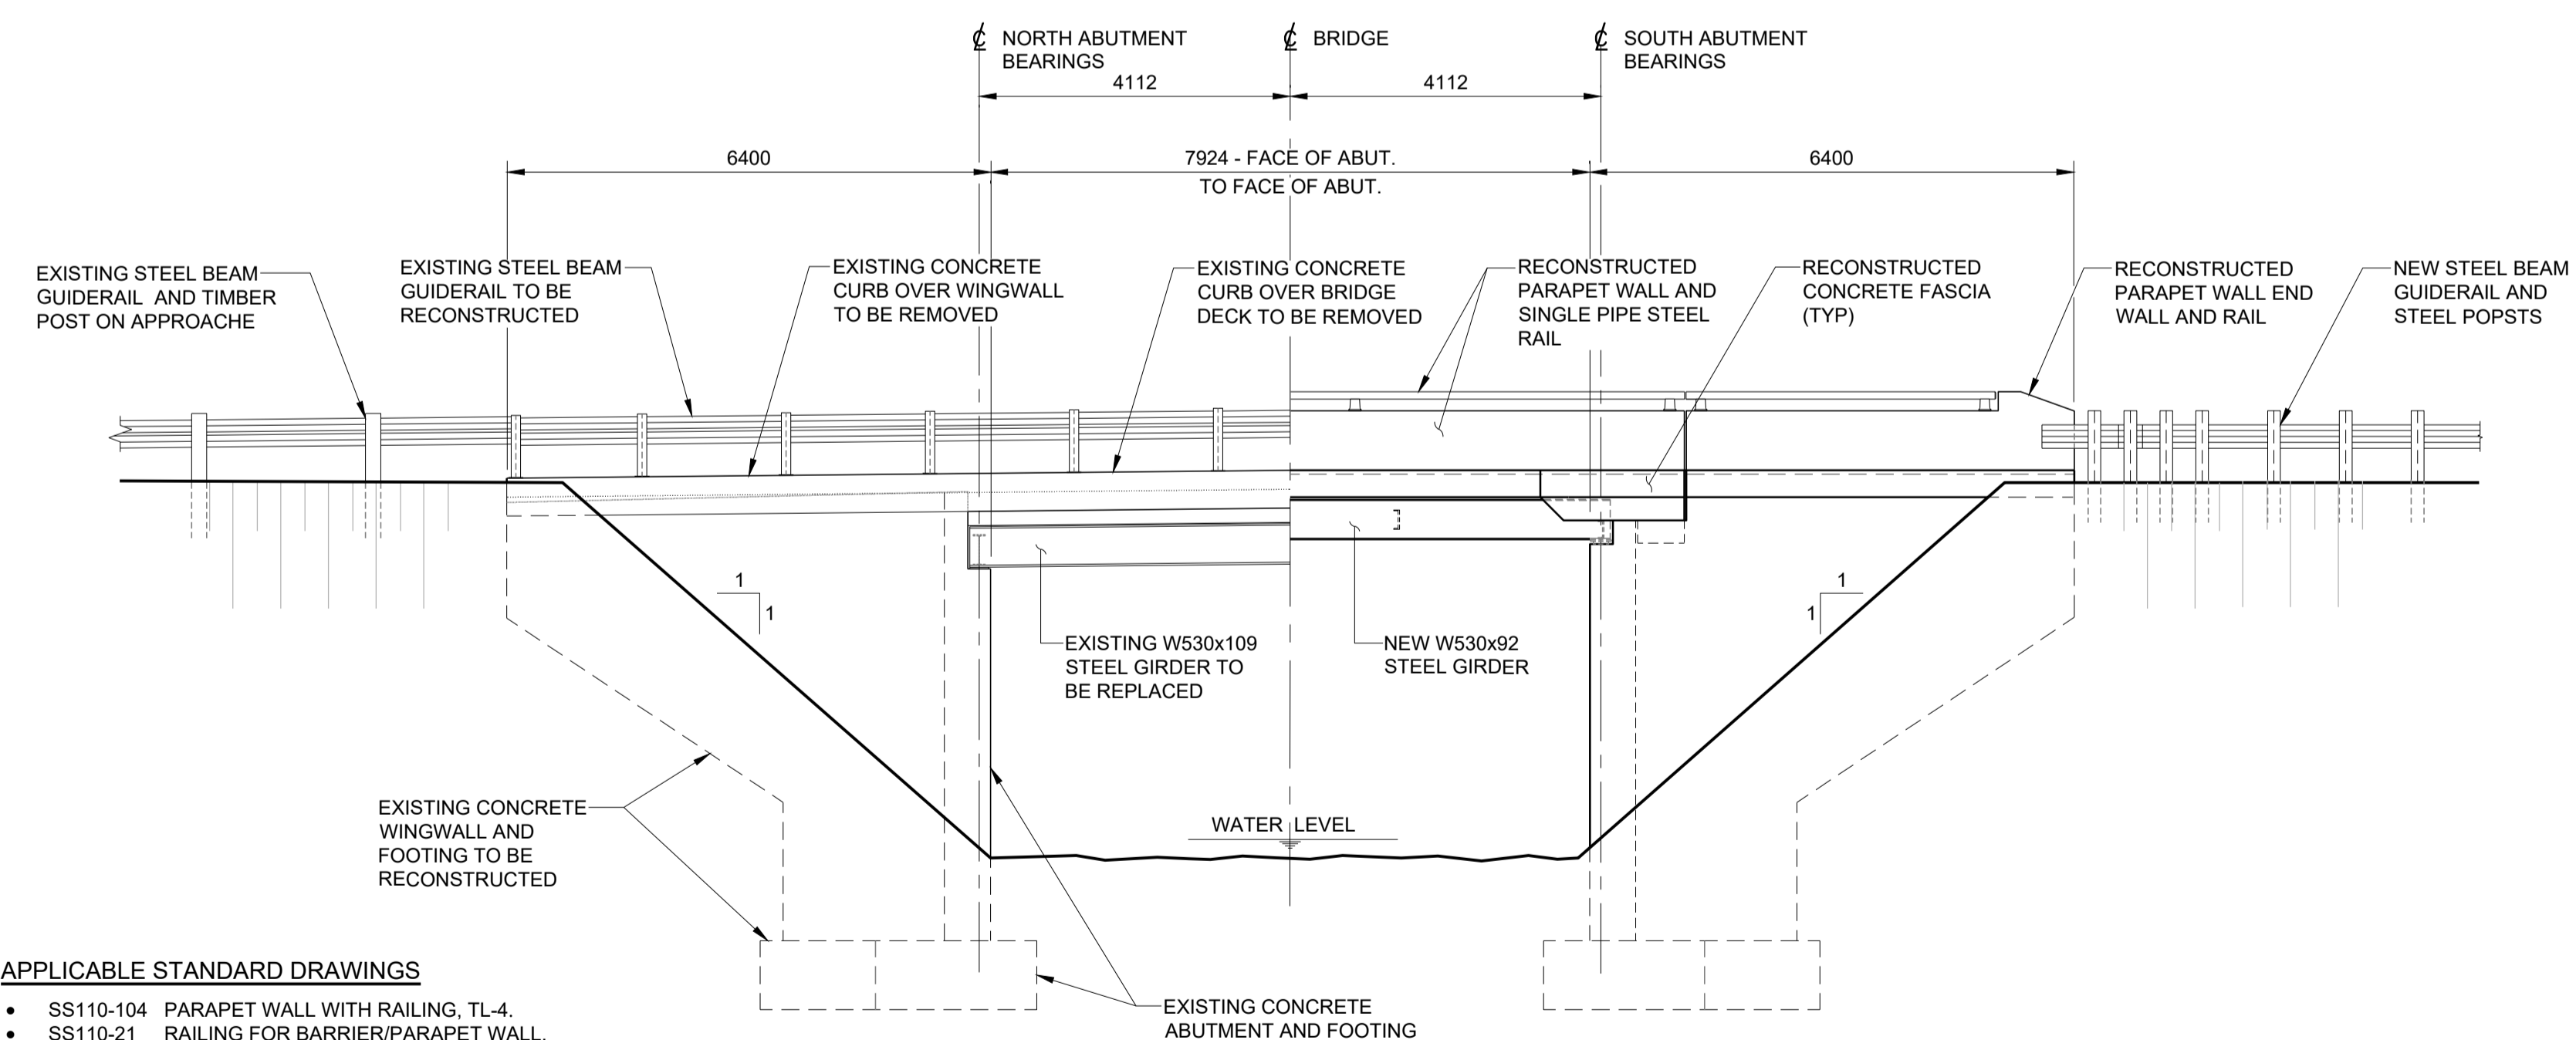 ℄ NORTH ABUTMENT
BEARINGS
℄ BRIDGE
℄ SOUTH ABUTMENT
BEARINGS
4112
4112
6400
7924 - FACE OF ABUT.
TO FACE OF ABUT.
6400
EXISTING STEEL BEAM
GUIDERAIL AND TIMBER
POST ON APPROACHE
EXISTING STEEL BEAM
GUIDERAIL TO BE
RECONSTRUCTED
EXISTING CONCRETE
CURB OVER WINGWALL
TO BE REMOVED
EXISTING CONCRETE
CURB OVER BRIDGE
DECK TO BE REMOVED
RECONSTRUCTED
PARAPET WALL AND
SINGLE PIPE STEEL
RAIL
RECONSTRUCTED
CONCRETE FASCIA
(TYP)
RECONSTRUCTED
PARAPET WALL END
WALL AND RAIL
NEW STEEL BEAM
GUIDERAIL AND
STEEL POPSTS
1
1
1
1
EXISTING W530x109
STEEL GIRDER TO
BE REPLACED
NEW W530x92
STEEL GIRDER
WATER LEVEL
EXISTING CONCRETE
WINGWALL AND
FOOTING TO BE
RECONSTRUCTED
EXISTING CONCRETE
ABUTMENT AND FOOTING
APPLICABLE STANDARD DRAWINGS
• SS110-104 PARAPET WALL WITH RAILING, TL-4.
• SS110-21 RAILING FOR BARRIER/PARAPET WALL.